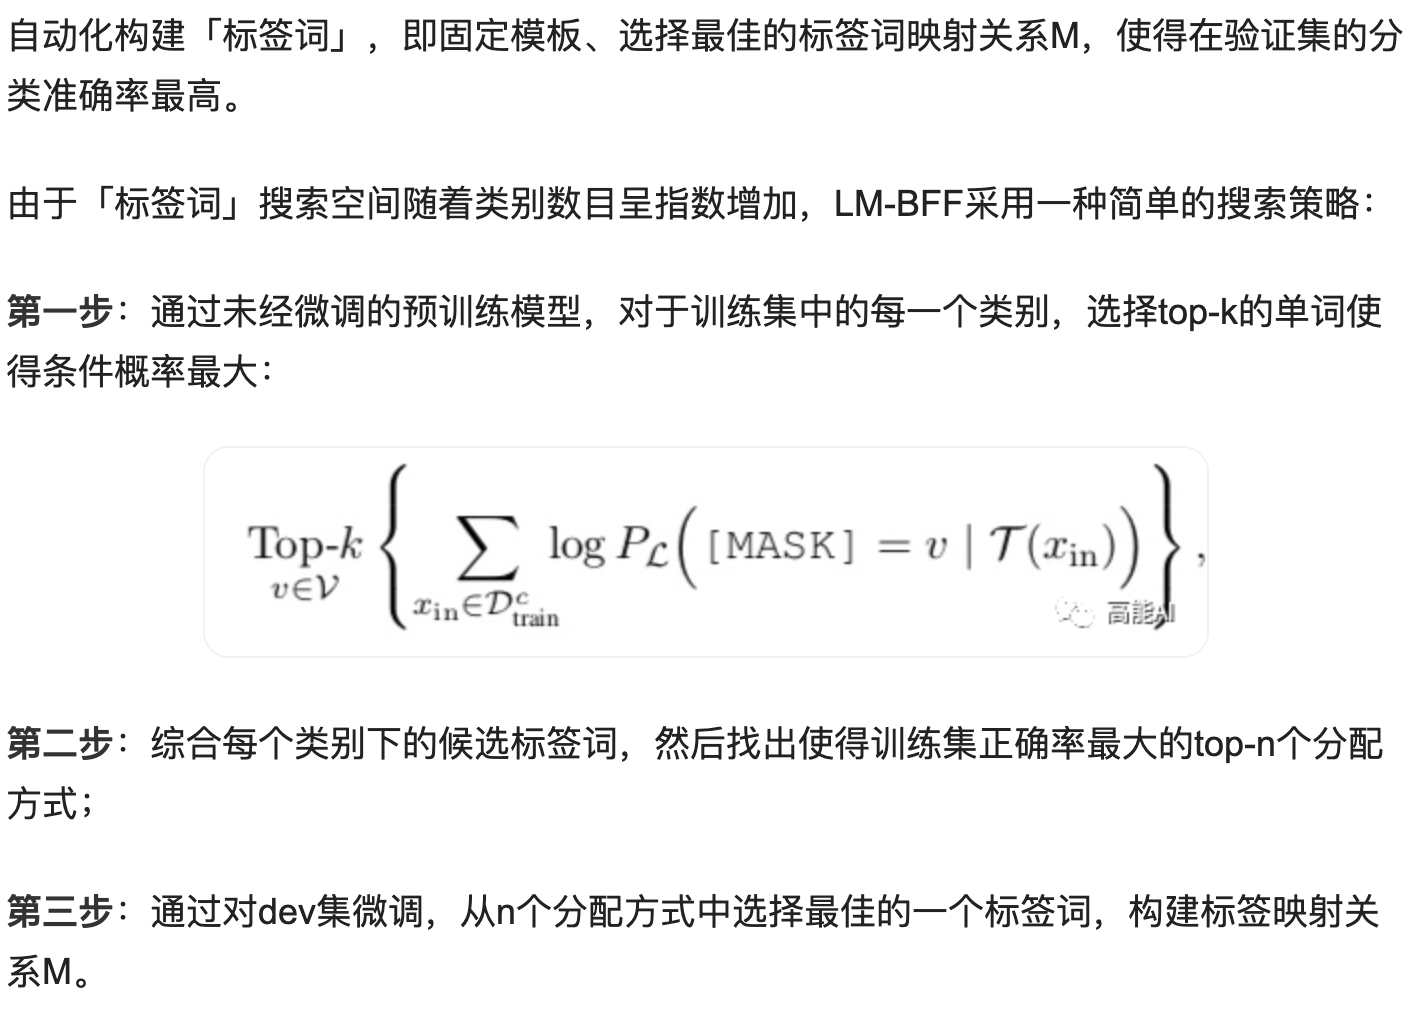 自动化构建「标签词」，即固定模板、选择最佳的标签词映射关系M，使得在验证集的分
类准确率最高。
由于「标签词」搜索空间随着类别数目呈指数增加，LM-BFF采用一种简单的搜索策略：
第一步：通过未经微调的预训练模型，对于训练集中的每一个类别，选择top-k的单词使
得条件概率最大：
Top-k_{v∈𝒱} { ∑_{x_in∈𝒟^c_train} log P_ℒ( [MASK] = v | 𝒯(x_in) ) },
高能AI
第二步：综合每个类别下的候选标签词，然后找出使得训练集正确率最大的top-n个分配
方式；
第三步：通过对dev集微调，从n个分配方式中选择最佳的一个标签词，构建标签映射关
系M。